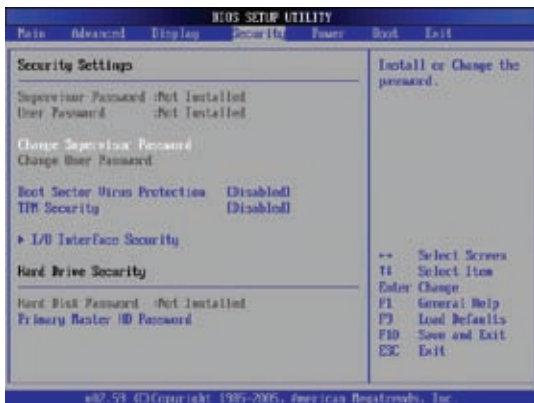 BIOS SETUP UTILITY
Main Advanced Display Security Power Boot Exit
Security Settings
Supervisor Password :Not Installed
User Password :Not Installed
Change Supervisor Password
Change User Password
Boot Sector Virus Protection [Disabled]
TPM Security [Disabled]
I/O Interface Security
Hard Drive Security
Hard Disk Password :Not Installed
Primary Master HD Password
Install or Change the
password.
↔ Select Screen
↑↓ Select Item
Enter Change
F1 General Help
F9 Load Defaults
F10 Save and Exit
ESC Exit
v02.59 (C)Copyright 1985-2005, American Megatrends, Inc.